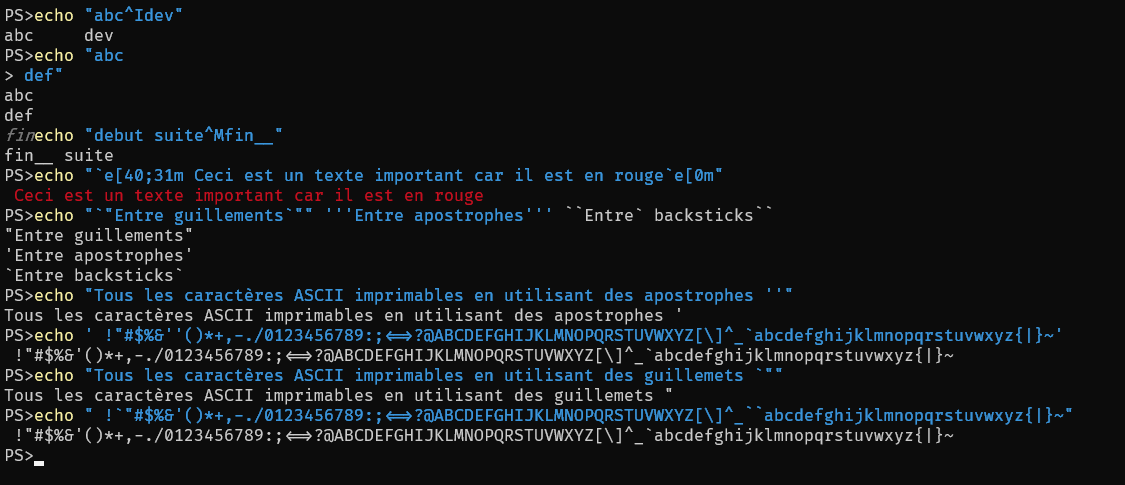 PS>echo "abc^Idev"
abc     dev
PS>echo "abc
> def"
abc
def
finecho "debut suite^Mfin__"
fin__ suite
PS>echo "`e[40;31m Ceci est un texte important car il est en rouge`e[0m"
 Ceci est un texte important car il est en rouge
PS>echo "`"Entre guillements`"" '''Entre apostrophes''' ``Entre` backsticks``
"Entre guillements"
'Entre apostrophes'
`Entre backsticks`
PS>echo "Tous les caractères ASCII imprimables en utilisant des apostrophes ''"
Tous les caractères ASCII imprimables en utilisant des apostrophes '
PS>echo ' !"#$%&''()*+,-./0123456789:;<=>?@ABCDEFGHIJKLMNOPQRSTUVWXYZ[\]^_`abcdefghijklmnopqrstuvwxyz{|}~'
 !"#$%&'()*+,-./0123456789:;<=>?@ABCDEFGHIJKLMNOPQRSTUVWXYZ[\]^_`abcdefghijklmnopqrstuvwxyz{|}~
PS>echo "Tous les caractères ASCII imprimables en utilisant des guillemets `""
Tous les caractères ASCII imprimables en utilisant des guillemets "
PS>echo " !`"#$%&'()*+,-./0123456789:;<=>?@ABCDEFGHIJKLMNOPQRSTUVWXYZ[\]^_``abcdefghijklmnopqrstuvwxyz{|}~"
 !"#$%&'()*+,-./0123456789:;<=>?@ABCDEFGHIJKLMNOPQRSTUVWXYZ[\]^_`abcdefghijklmnopqrstuvwxyz{|}~
PS>